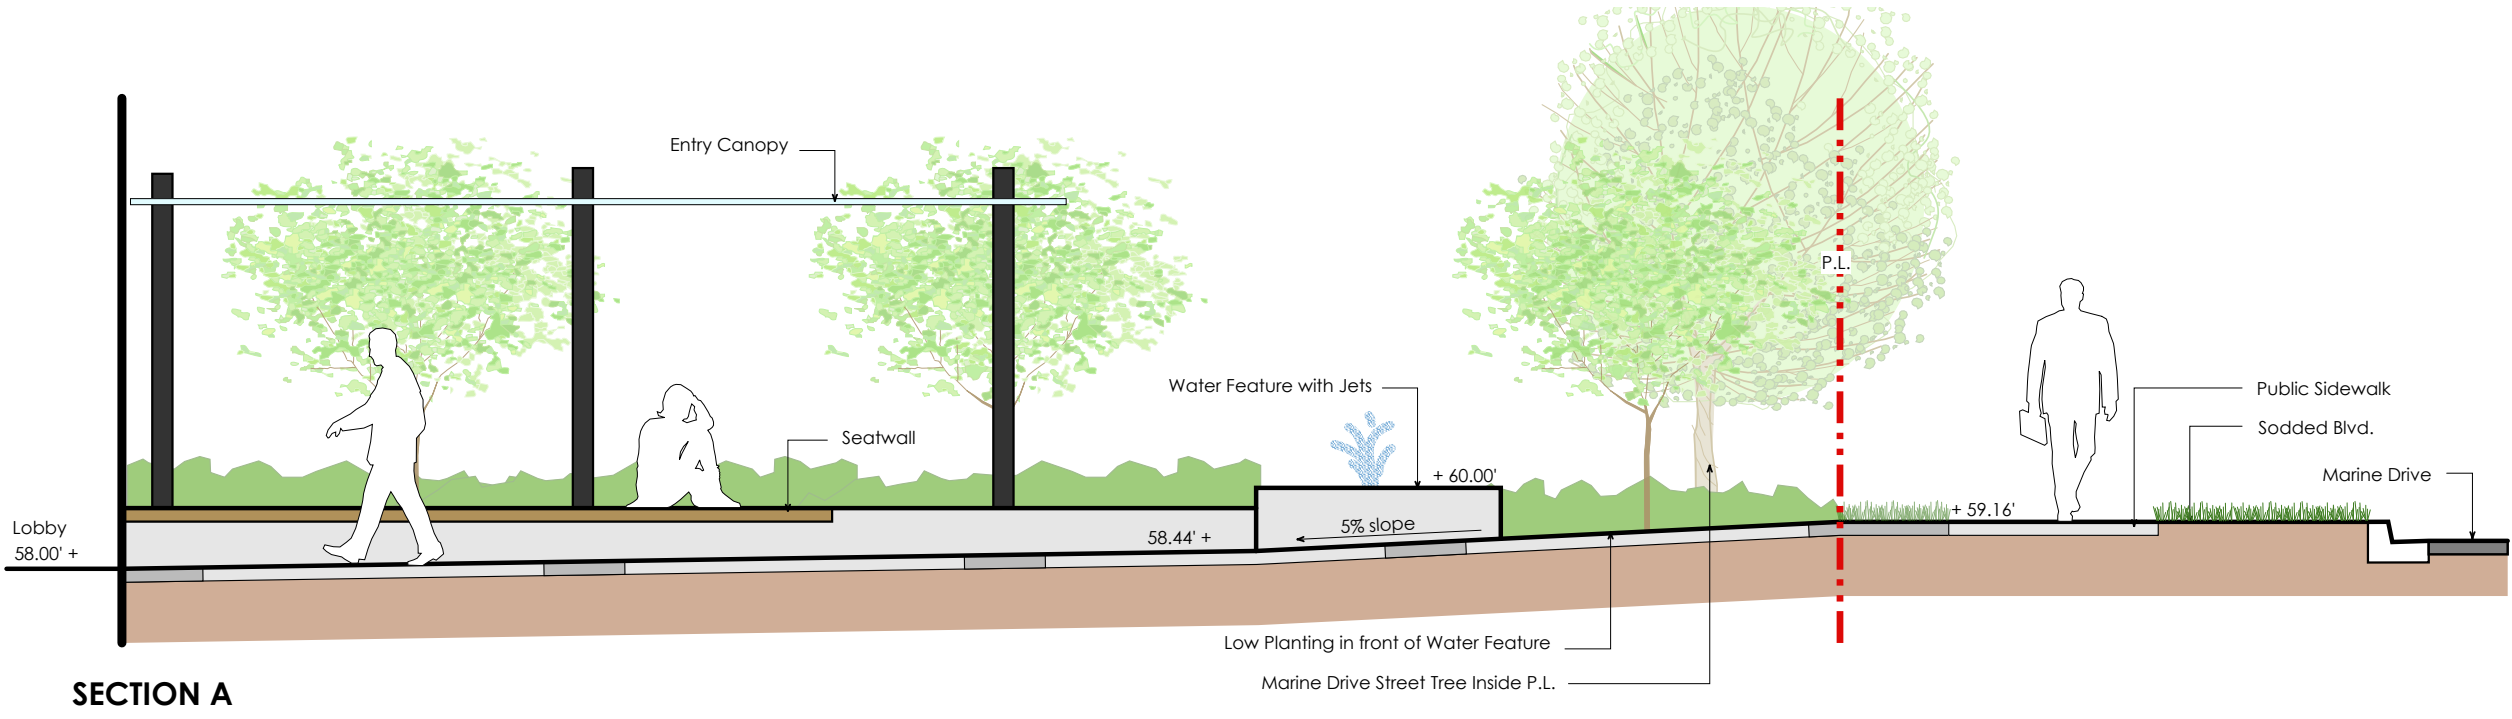 Entry Canopy
P.L.
Water Feature with Jets
Public Sidewalk
Seatwall
Sodded Blvd.
+ 60.00'
Marine Drive
+ 59.16'
Lobby
58.00' +
5% slope
58.44' +
Low Planting in front of Water Feature
Marine Drive Street Tree Inside P.L.
SECTION A